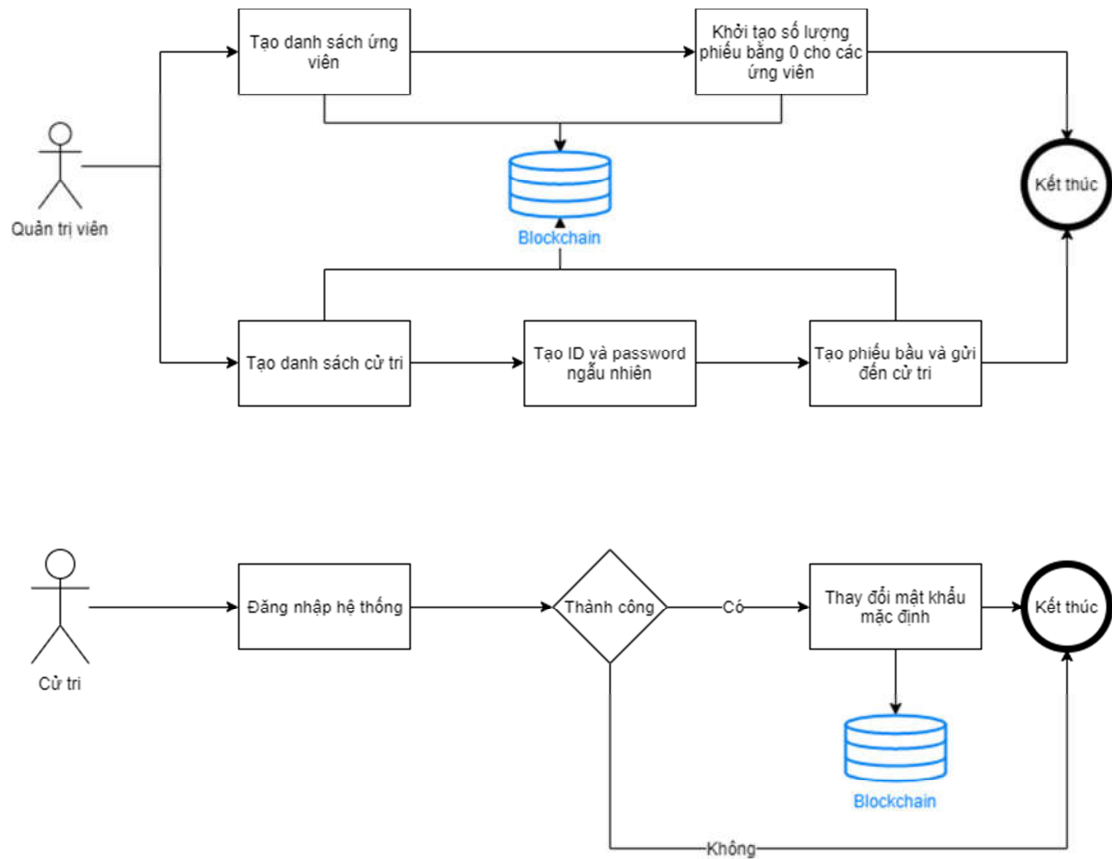 Tạo danh sách ứng
viên
Khởi tạo số lượng
phiếu bằng 0 cho các
ứng viên
Quản trị viên
Blockchain
Kết thúc
Tạo danh sách cử tri
Tạo ID và password
ngẫu nhiên
Tạo phiếu bầu và gửi
đến cử tri
Cử tri
Đăng nhập hệ thống
Thành công
Có
Thay đổi mật khẩu
mặc định
Kết thúc
Blockchain
Không